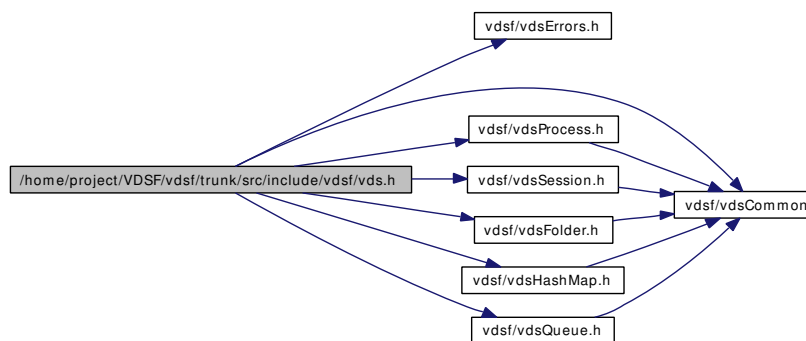 vdsf/vdsErrors.h
vdsf/vdsProcess.h
/home/project/VDSF/vdsf/trunk/src/include/vdsf/vds.h
vdsf/vdsSession.h
vdsf/vdsCommon
vdsf/vdsFolder.h
vdsf/vdsHashMap.h
vdsf/vdsQueue.h